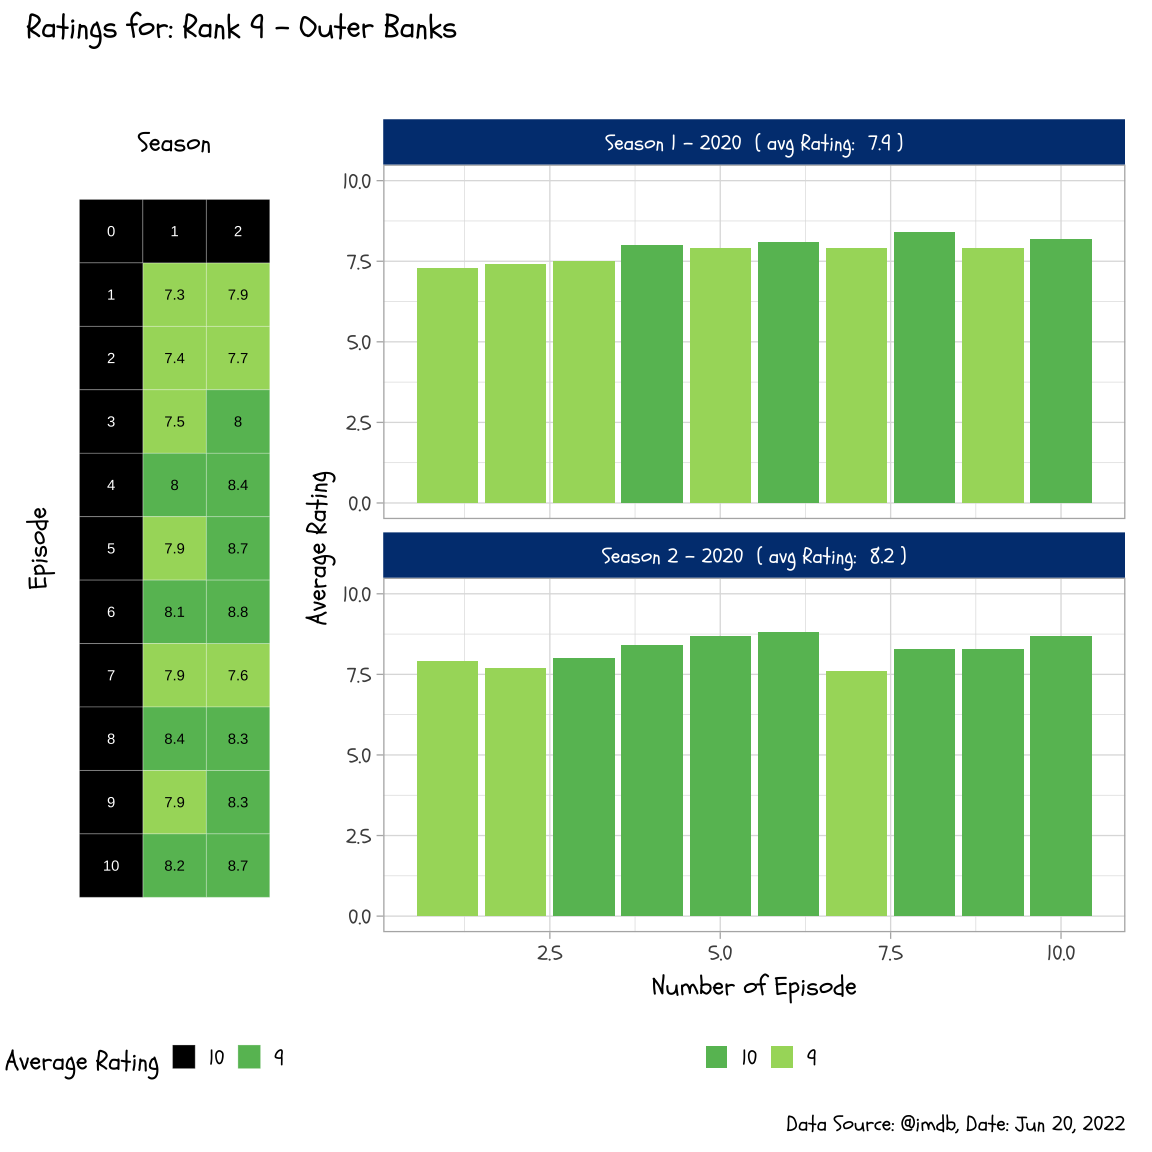 Ratings for: Rank 9 - Outer Banks
Season
0 1 2
1 7.3 7.9
2 7.4 7.7
3 7.5 8
4 8 8.4
5 7.9 8.7
6 8.1 8.8
7 7.9 7.6
8 8.4 8.3
9 7.9 8.3
10 8.2 8.7
Episode
Average Rating
Season 1 - 2020 ( avg Rating: 7.9 )
10.0
7.5
5.0
2.5
0.0
Season 2 - 2020 ( avg Rating: 8.2 )
10.0
7.5
5.0
2.5
0.0
2.5 5.0 7.5 10.0
Number of Episode
Average Rating 10 9
10 9
Data Source: @imdb, Date: Jun 20, 2022